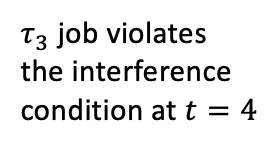 τ₃ job violates
the interference
condition at t = 4